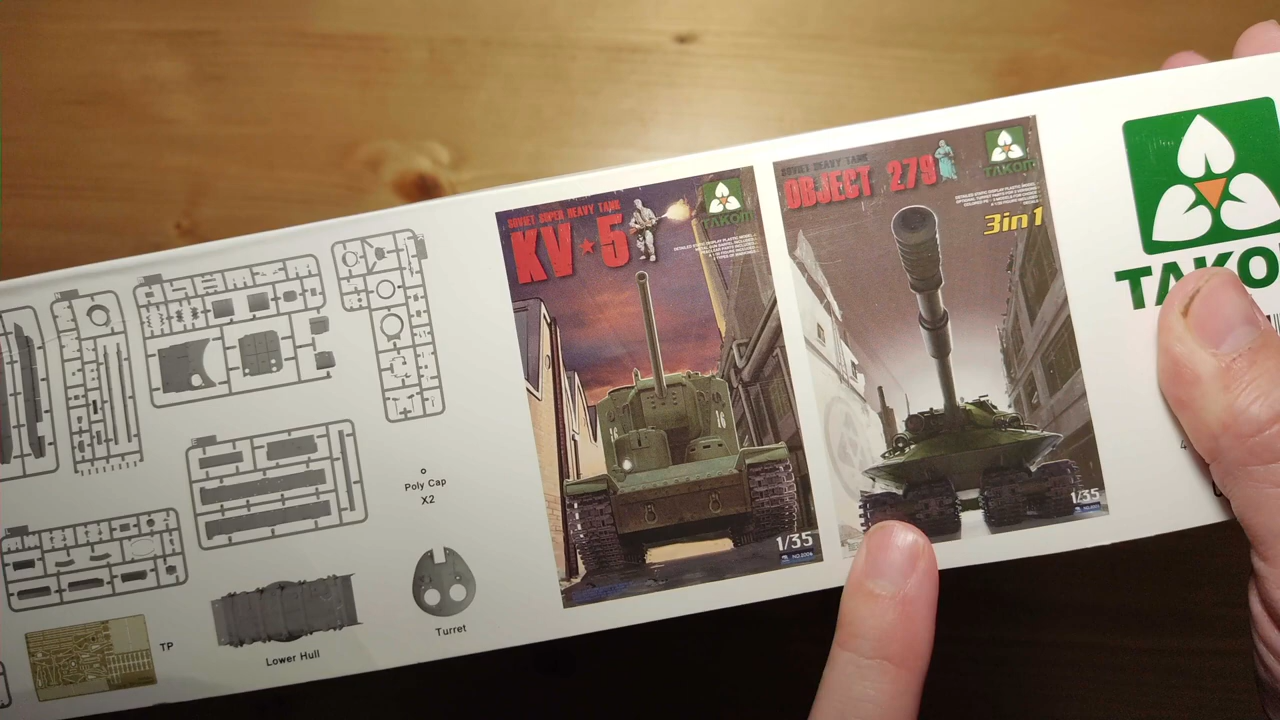 Poly Cap
X2
TP
Lower Hull
Turret
SOVIET SUPER HEAVY TANK
KV★5
TAKOM
1/35
SOVIET HEAVY TANK
OBJECT 279
TAKOM
3in1
1/35
TAKO